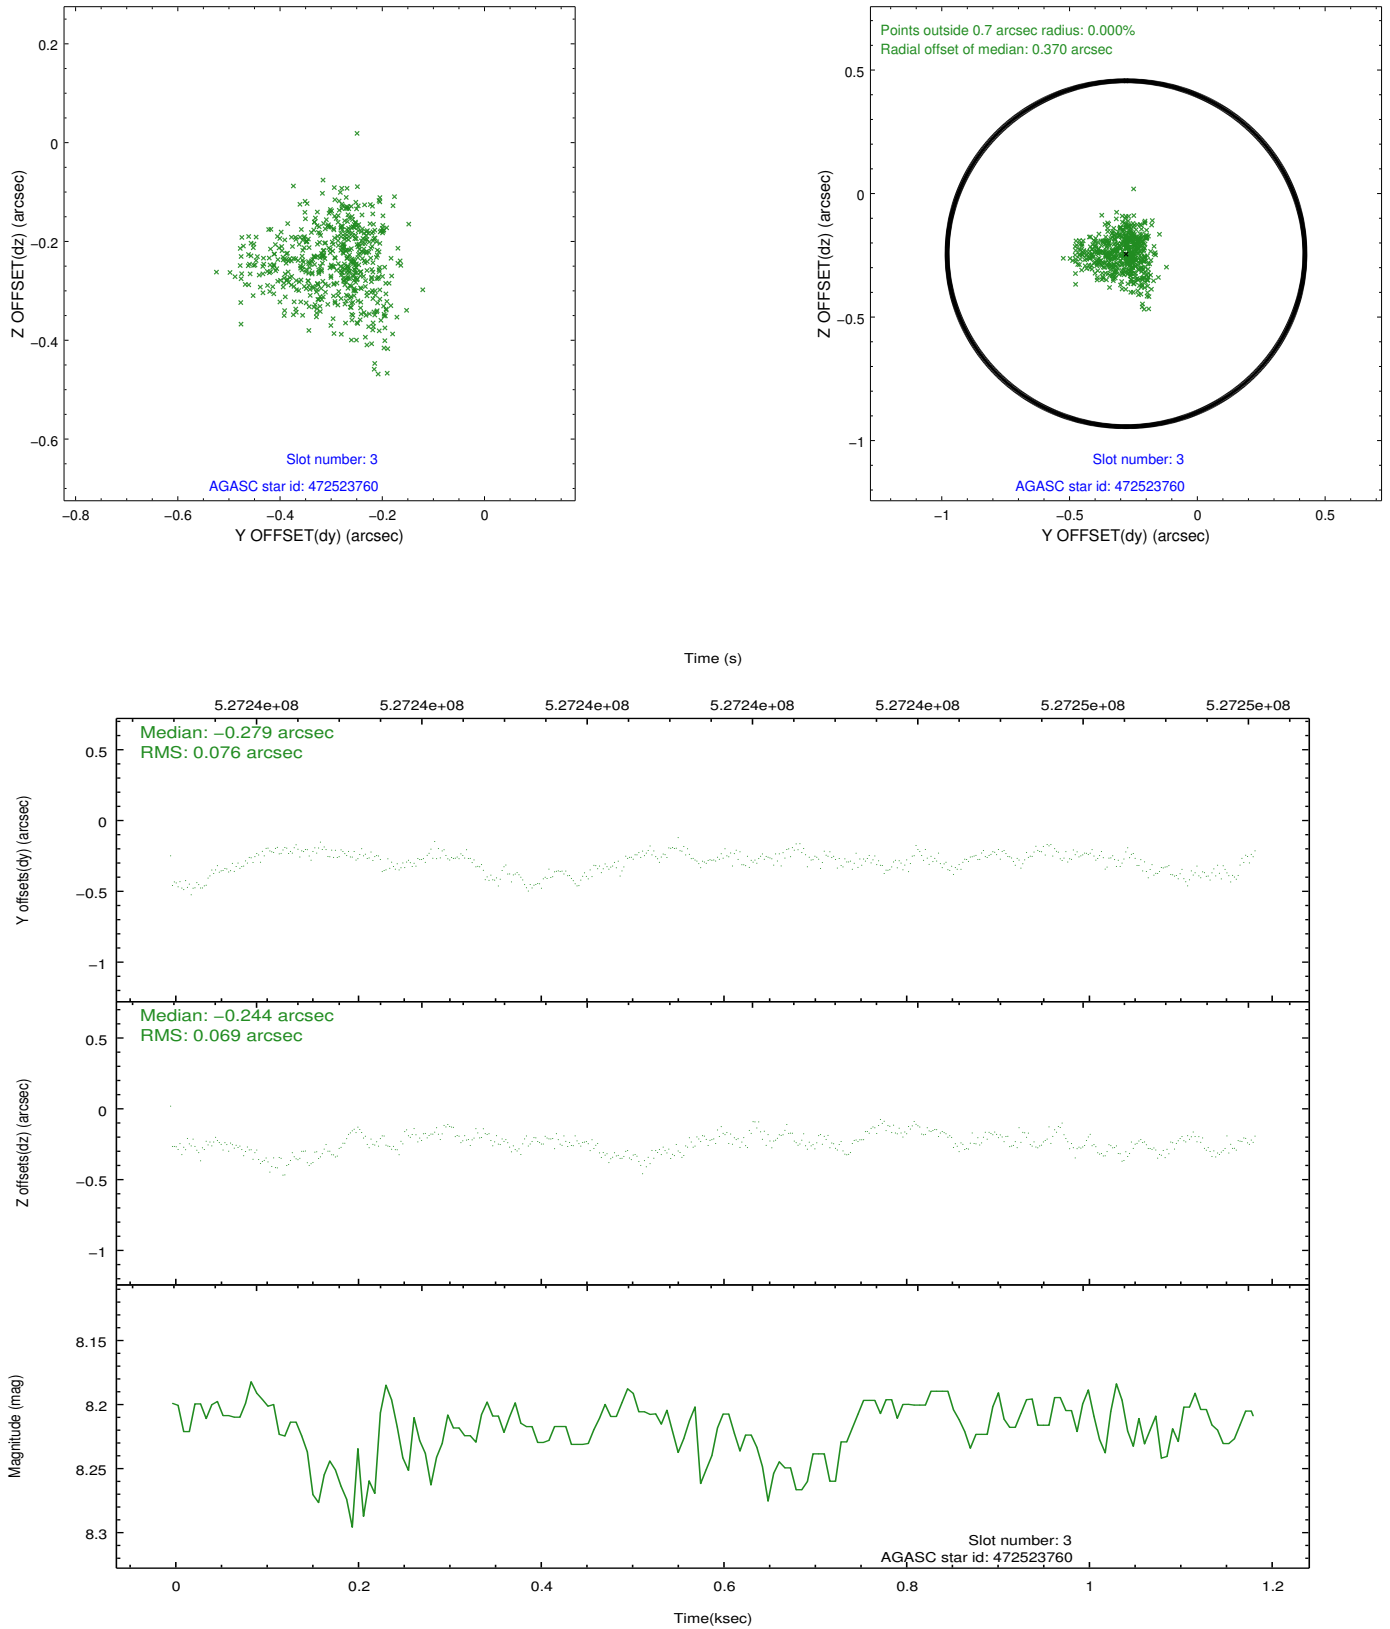 0.2
0
−0.2
−0.4
−0.6
Z OFFSET(dz) (arcsec)
Slot number: 3
AGASC star id: 472523760
−0.8
−0.6
−0.4
−0.2
0
Y OFFSET(dy) (arcsec)
Points outside 0.7 arcsec radius: 0.000%
Radial offset of median: 0.370 arcsec
0.5
0
−0.5
−1
Z OFFSET(dz) (arcsec)
Slot number: 3
AGASC star id: 472523760
−1
−0.5
0
0.5
Y OFFSET(dy) (arcsec)
Time (s)
5.2724e+08
5.2724e+08
5.2724e+08
5.2724e+08
5.2724e+08
5.2725e+08
5.2725e+08
Median: −0.279 arcsec
RMS: 0.076 arcsec
0.5
0
−0.5
−1
Y offsets(dy) (arcsec)
Median: −0.244 arcsec
RMS: 0.069 arcsec
0.5
0
−0.5
−1
Z offsets(dz) (arcsec)
8.15
8.2
8.25
8.3
Magnitude (mag)
Slot number: 3
AGASC star id: 472523760
0
0.2
0.4
0.6
0.8
1
1.2
Time(ksec)